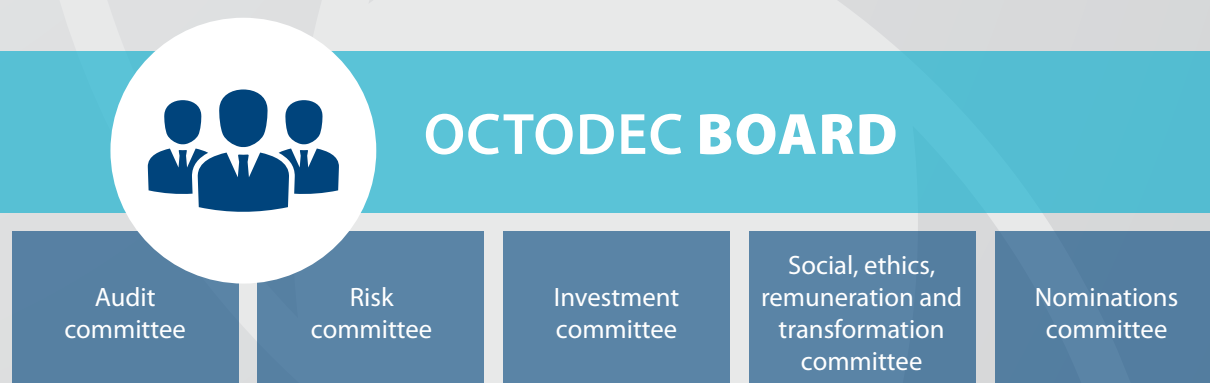 OCTODEC BOARD
Audit
committee
Risk
committee
Investment
committee
Social, ethics,
remuneration and
transformation
committee
Nominations
committee